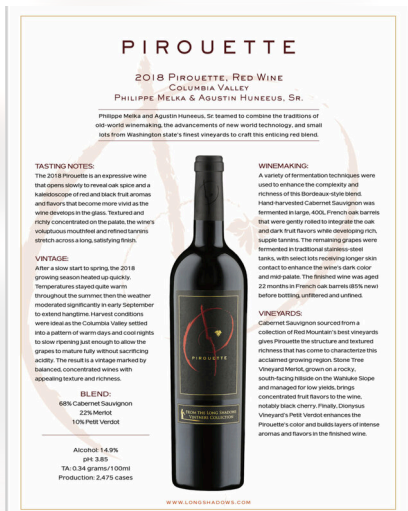 PIROUETTE
2018 Pirouette, Red Wine
Columbia Valley
Philippe Melka & Agustin Huneeus, Sr.
Philippe Melka and Agustin Huneeus, Sr. teamed to combine the traditions of
old-world winemaking, the advancements of new world technology, and small
lots from Washington state's finest vineyards to craft this enticing red blend.
TASTING NOTES:
The 2018 Pirouette is an expressive wine
that opens slowly to reveal oak spice and a
kaleidoscope of red and black fruit aromas
and flavors that become more vivid as the
wine develops in the glass. Textured and
richly concentrated on the palate, the wine's
voluptuous mouthfeel and refined tannins
stretch across a long, satisfying finish.
VINTAGE:
After a slow start to spring, the 2018
growing season heated up quickly.
Temperatures stayed quite warm
throughout the summer, then the weather
moderated significantly in early September
to extend hangtime. Harvest conditions
were ideal as the Columbia Valley settled
into a pattern of warm days and cool nights
to slow ripening just enough to allow the
grapes to mature fully without sacrificing
acidity. The result is a vintage marked by
balanced, concentrated wines with
appealing texture and richness.
BLEND:
68% Cabernet Sauvignon
22% Merlot
10% Petit Verdot
Alcohol: 14.9%
pH: 3.85
TA: 0.34 grams/100ml
Production: 2,475 cases
WINEMAKING:
A variety of fermentation techniques were
used to enhance the complexity and
richness of this Bordeaux-style blend.
Hand-harvested Cabernet Sauvignon was
fermented in large, 400L French oak barrels
that were gently rolled to integrate the oak
and dark fruit flavors while developing rich,
supple tannins. The remaining grapes were
fermented in traditional stainless-steel
tanks, with select lots receiving longer skin
contact to enhance the wine's dark color
and mid-palate. The finished wine was aged
22 months in French oak barrels (85% new)
before bottling, unfiltered and unfined.
VINEYARDS:
Cabernet Sauvignon sourced from a
collection of Red Mountain's best vineyards
gives Pirouette the structure and textured
richness that has come to characterize this
acclaimed growing region. Stone Tree
Vineyard Merlot, grown on a rocky,
south-facing hillside on the Wahluke Slope
and managed for low yields, brings
concentrated fruit flavors to the wine,
notably black cherry. Finally, Dionysus
Vineyard's Petit Verdot enhances the
Pirouette's color and builds layers of intense
aromas and flavors in the finished wine.
PIROUETTE
From The Long Shadows
Vintners Collection
WWW.LONGSHADOWS.COM